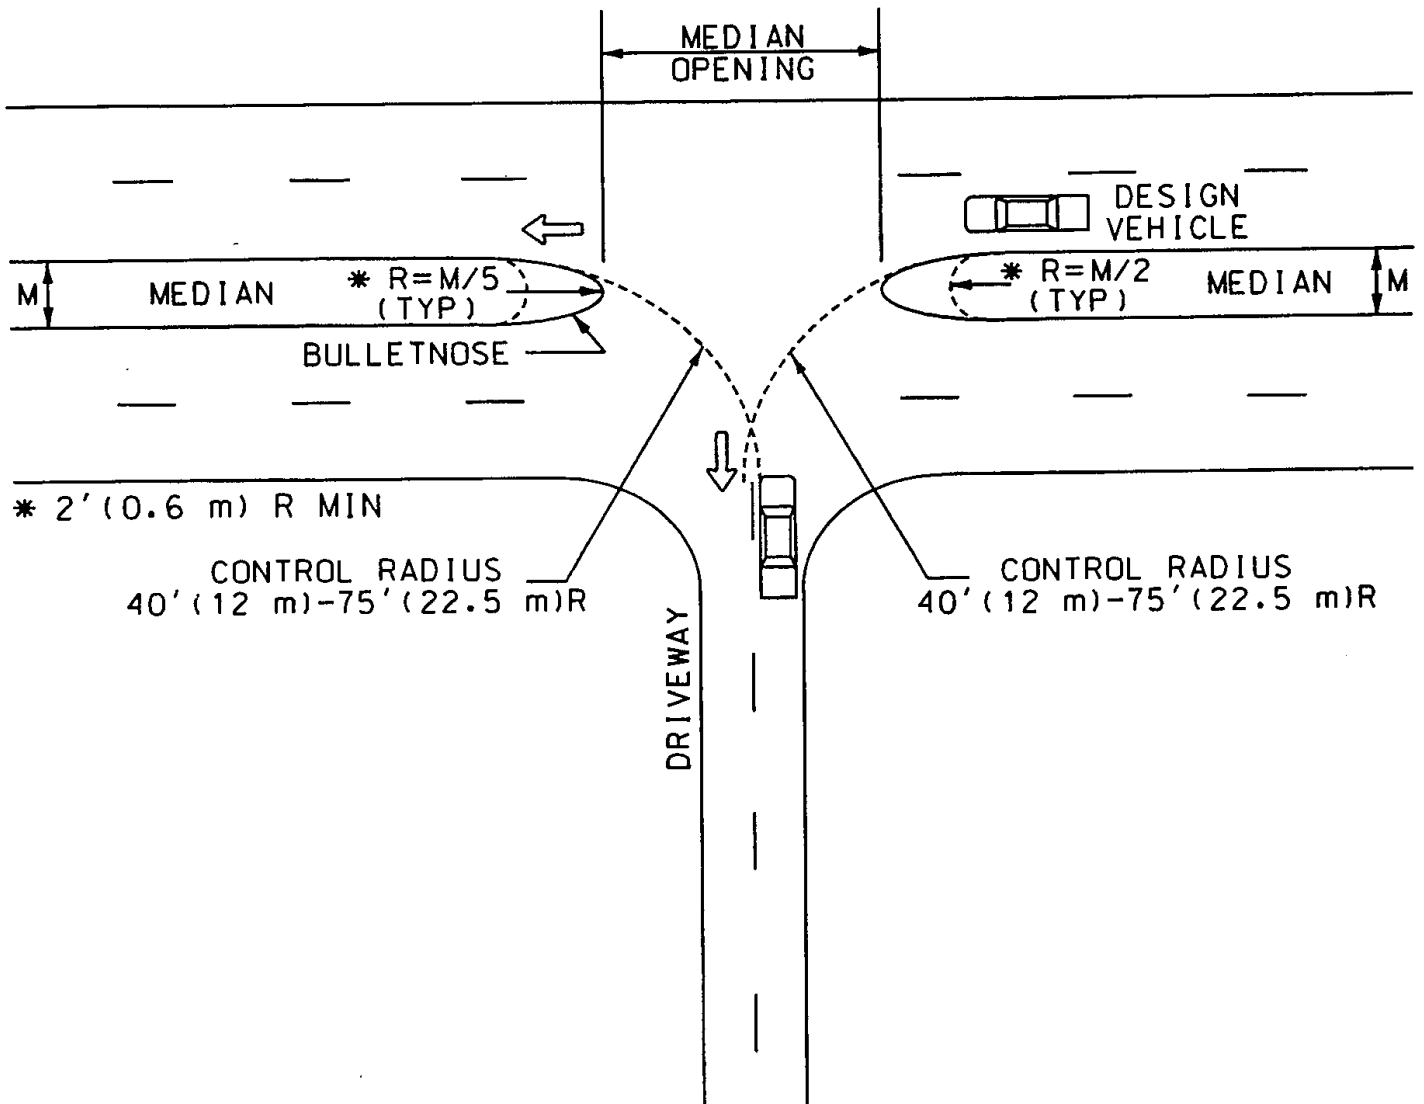 MEDIAN
OPENING
DESIGN
VEHICLE
M
MEDIAN
* R=M/5
(TYP)
* R=M/2
(TYP)
MEDIAN
M
BULLETNOSE
* 2'(0.6 m) R MIN
CONTROL RADIUS
40'(12 m)-75'(22.5 m)R
CONTROL RADIUS
40'(12 m)-75'(22.5 m)R
DRIVEWAY